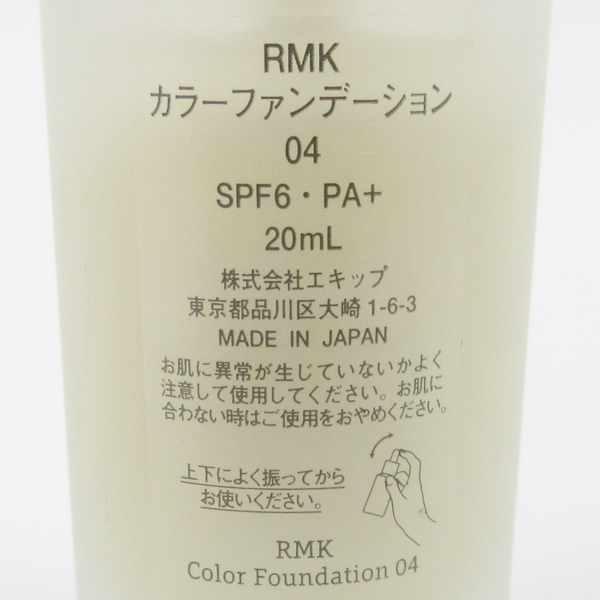 RMK
カラーファンデーション
04
SPF6・PA+
20mL
株式会社エキップ
東京都品川区大崎1-6-3
MADE IN JAPAN
お肌に異常が生じていないかよく
注意して使用してください。お肌に
合わない時はご使用をおやめください。
上下によく振ってから
お使いください。
RMK
Color Foundation 04